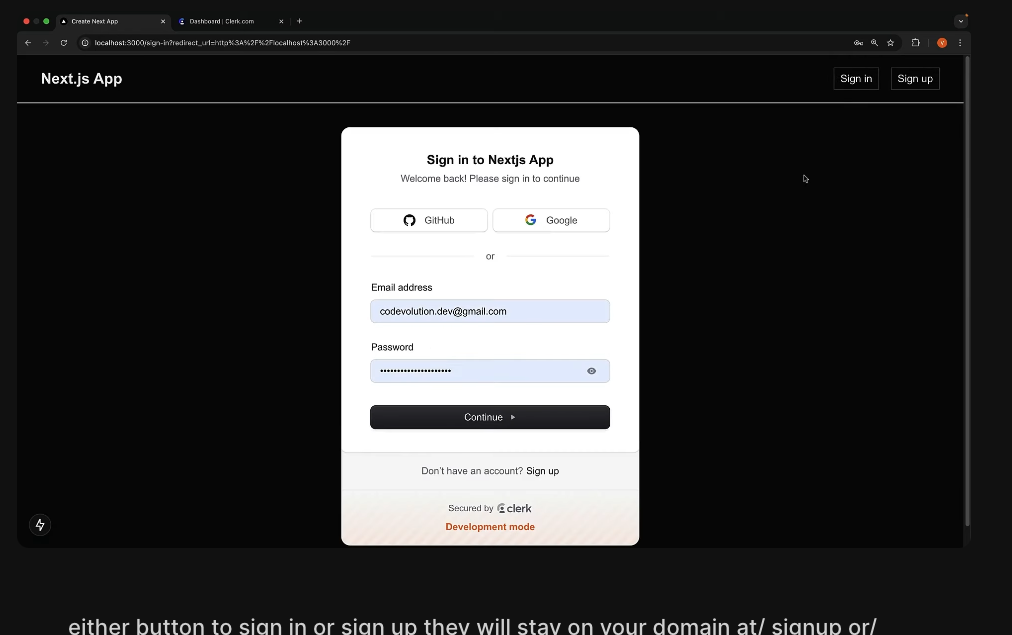 Create Next App
Dashboard | Clerk.com
localhost:3000/sign-in?redirect_url=http%3A%2F%2Flocalhost%3A3000%2F
V
Next.js App
Sign in
Sign up
Sign in to Nextjs App
Welcome back! Please sign in to continue
GitHub
Google
or
Email address
codevolution.dev@gmail.com
Password
••••••••••••••••••••
Continue
Don't have an account? Sign up
Secured by clerk
Development mode
either button to sign in or sign up they will stay on your domain at/ signup or/